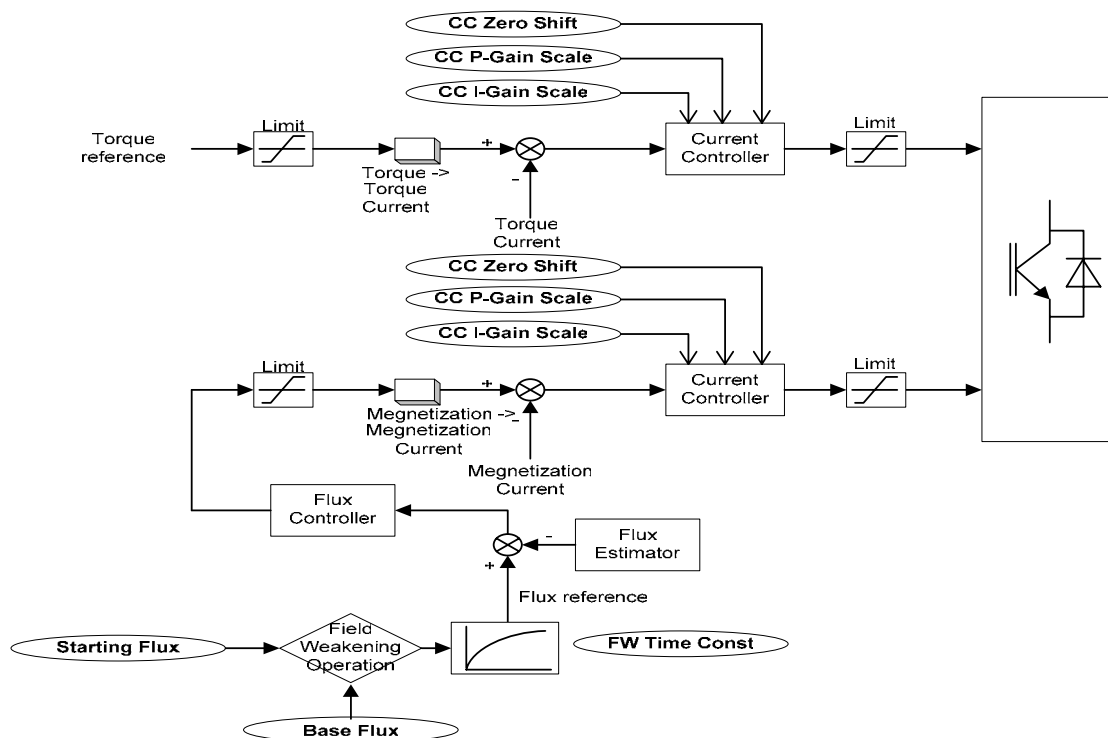 CC Zero Shift
CC P-Gain Scale
CC I-Gain Scale
Torque
reference
Limit
Torque ->
Torque
Current
+
-
Torque
Current
Current
Controller
Limit
CC Zero Shift
CC P-Gain Scale
CC I-Gain Scale
Limit
Megnetization ->
Megnetization
Current
+
-
Megnetization
Current
Current
Controller
Limit
Flux
Controller
-
+
Flux
Estimator
Flux reference
Starting Flux
Field
Weakening
Operation
FW Time Const
Base Flux